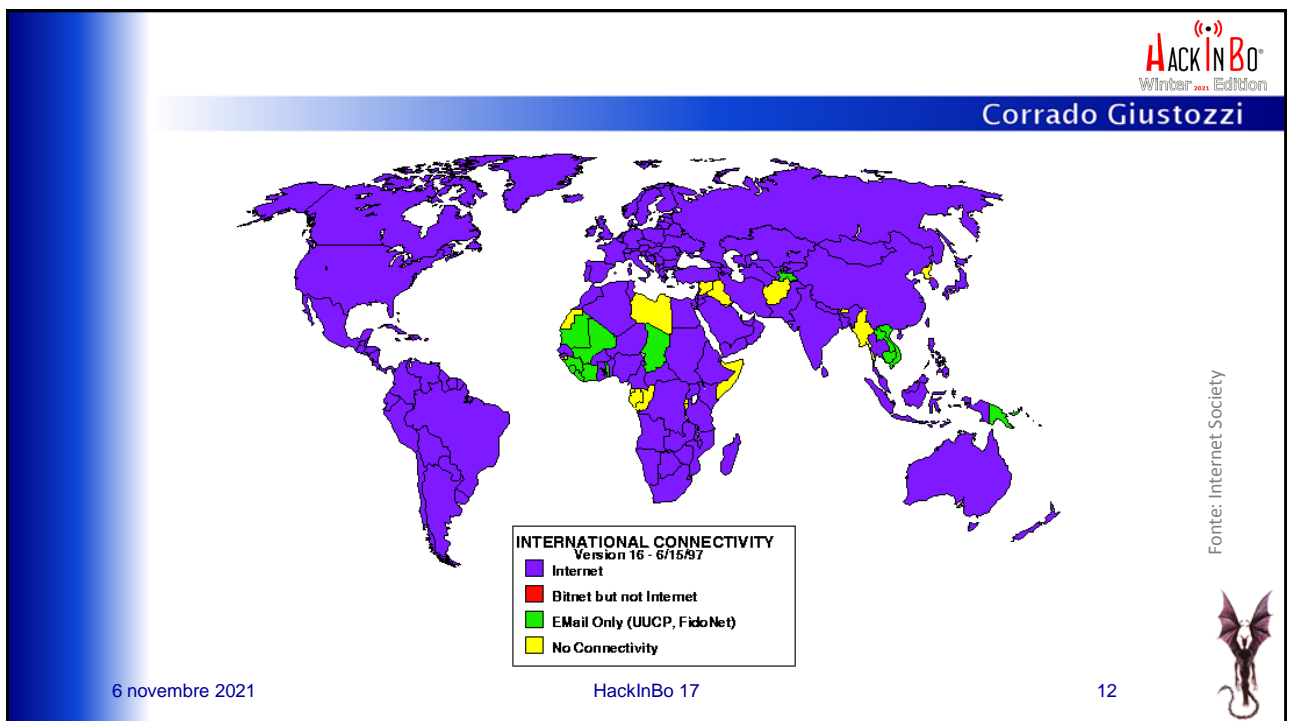 HACKINBO®
Winter 2021 Edition
Corrado Giustozzi
Fonte: Internet Society
INTERNATIONAL CONNECTIVITY
Version 16 - 6/15/97
Internet
Bitnet but not Internet
EMail Only (UUCP, FidoNet)
No Connectivity
6 novembre 2021
HackInBo 17
12